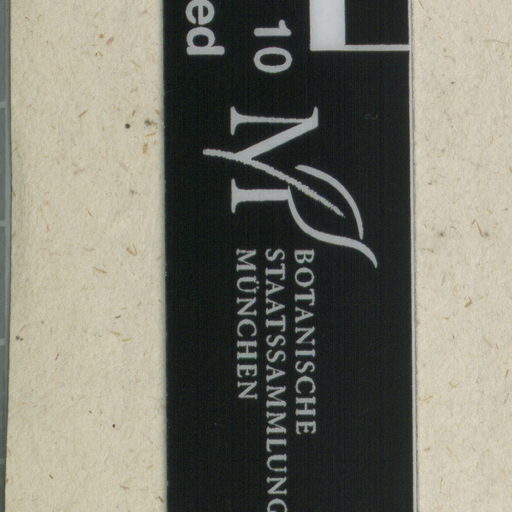 10
ed
M
BOTANISCHE
STAATSSAMMLUNG
MÜNCHEN